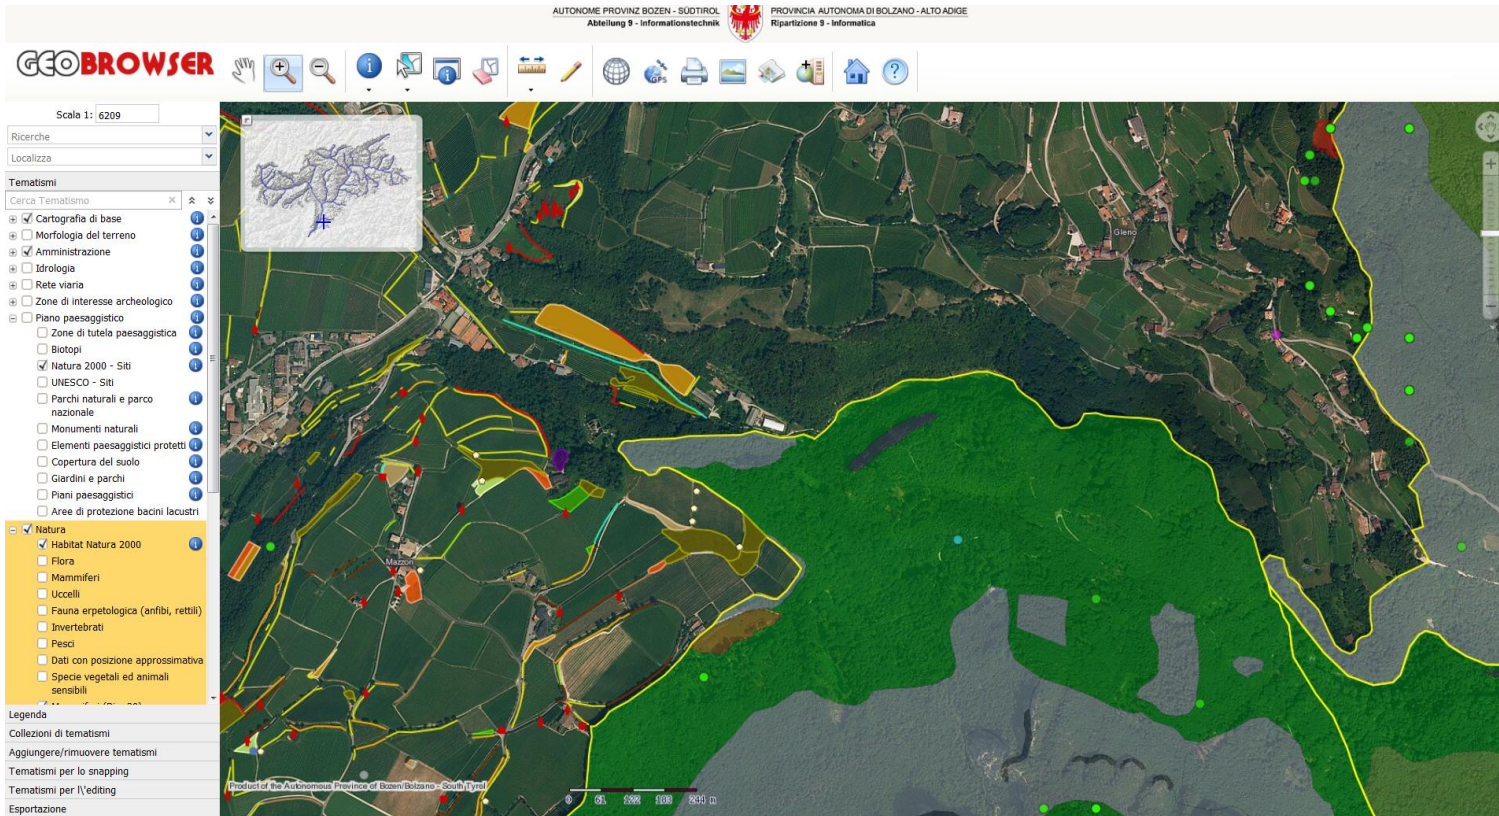 AUTONOME PROVINZ BOZEN - SÜDTIROL
Abteilung 9 - Informationstechnik
PROVINCIA AUTONOMA DI BOLZANO - ALTO ADIGE
Ripartizione 9 - Informatica
GEOBROWSER
GPS
Scala 1: 6209
Ricerche
Localizza
Tematismi
Cerca Tematismo
Cartografia di base
Morfologia del terreno
Amministrazione
Idrologia
Rete viaria
Zone di interesse archeologico
Piano paesaggistico
Zone di tutela paesaggistica
Biotopi
Natura 2000 - Siti
UNESCO - Siti
Parchi naturali e parco
nazionale
Monumenti naturali
Elementi paesaggistici protetti
Copertura del suolo
Giardini e parchi
Piani paesaggistici
Aree di protezione bacini lacustri
Natura
Habitat Natura 2000
Flora
Mammiferi
Uccelli
Fauna erpetologica (anfibi, rettili)
Invertebrati
Pesci
Dati con posizione approssimativa
Specie vegetali ed animali
sensibili
Legenda
Collezioni di tematismi
Aggiungere/rimuovere tematismi
Tematismi per lo snapping
Tematismi per l\'editing
Esportazione
Gleno
Mazzon
Product of the Autonomous Province of Bozen/Bolzano - South Tyrol
0 61 122 183 244 m